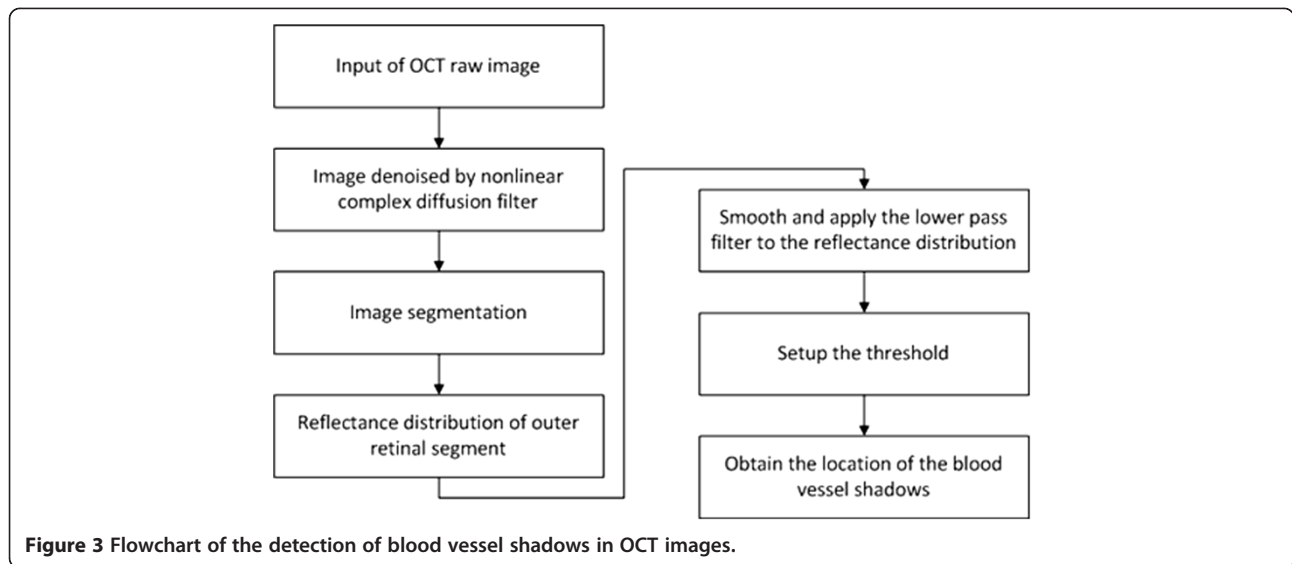 Input of OCT raw image
Image denoised by nonlinear
complex diffusion filter
Image segmentation
Reflectance distribution of outer
retinal segment
Smooth and apply the lower pass
filter to the reflectance distribution
Setup the threshold
Obtain the location of the blood
vessel shadows
Figure 3 Flowchart of the detection of blood vessel shadows in OCT images.